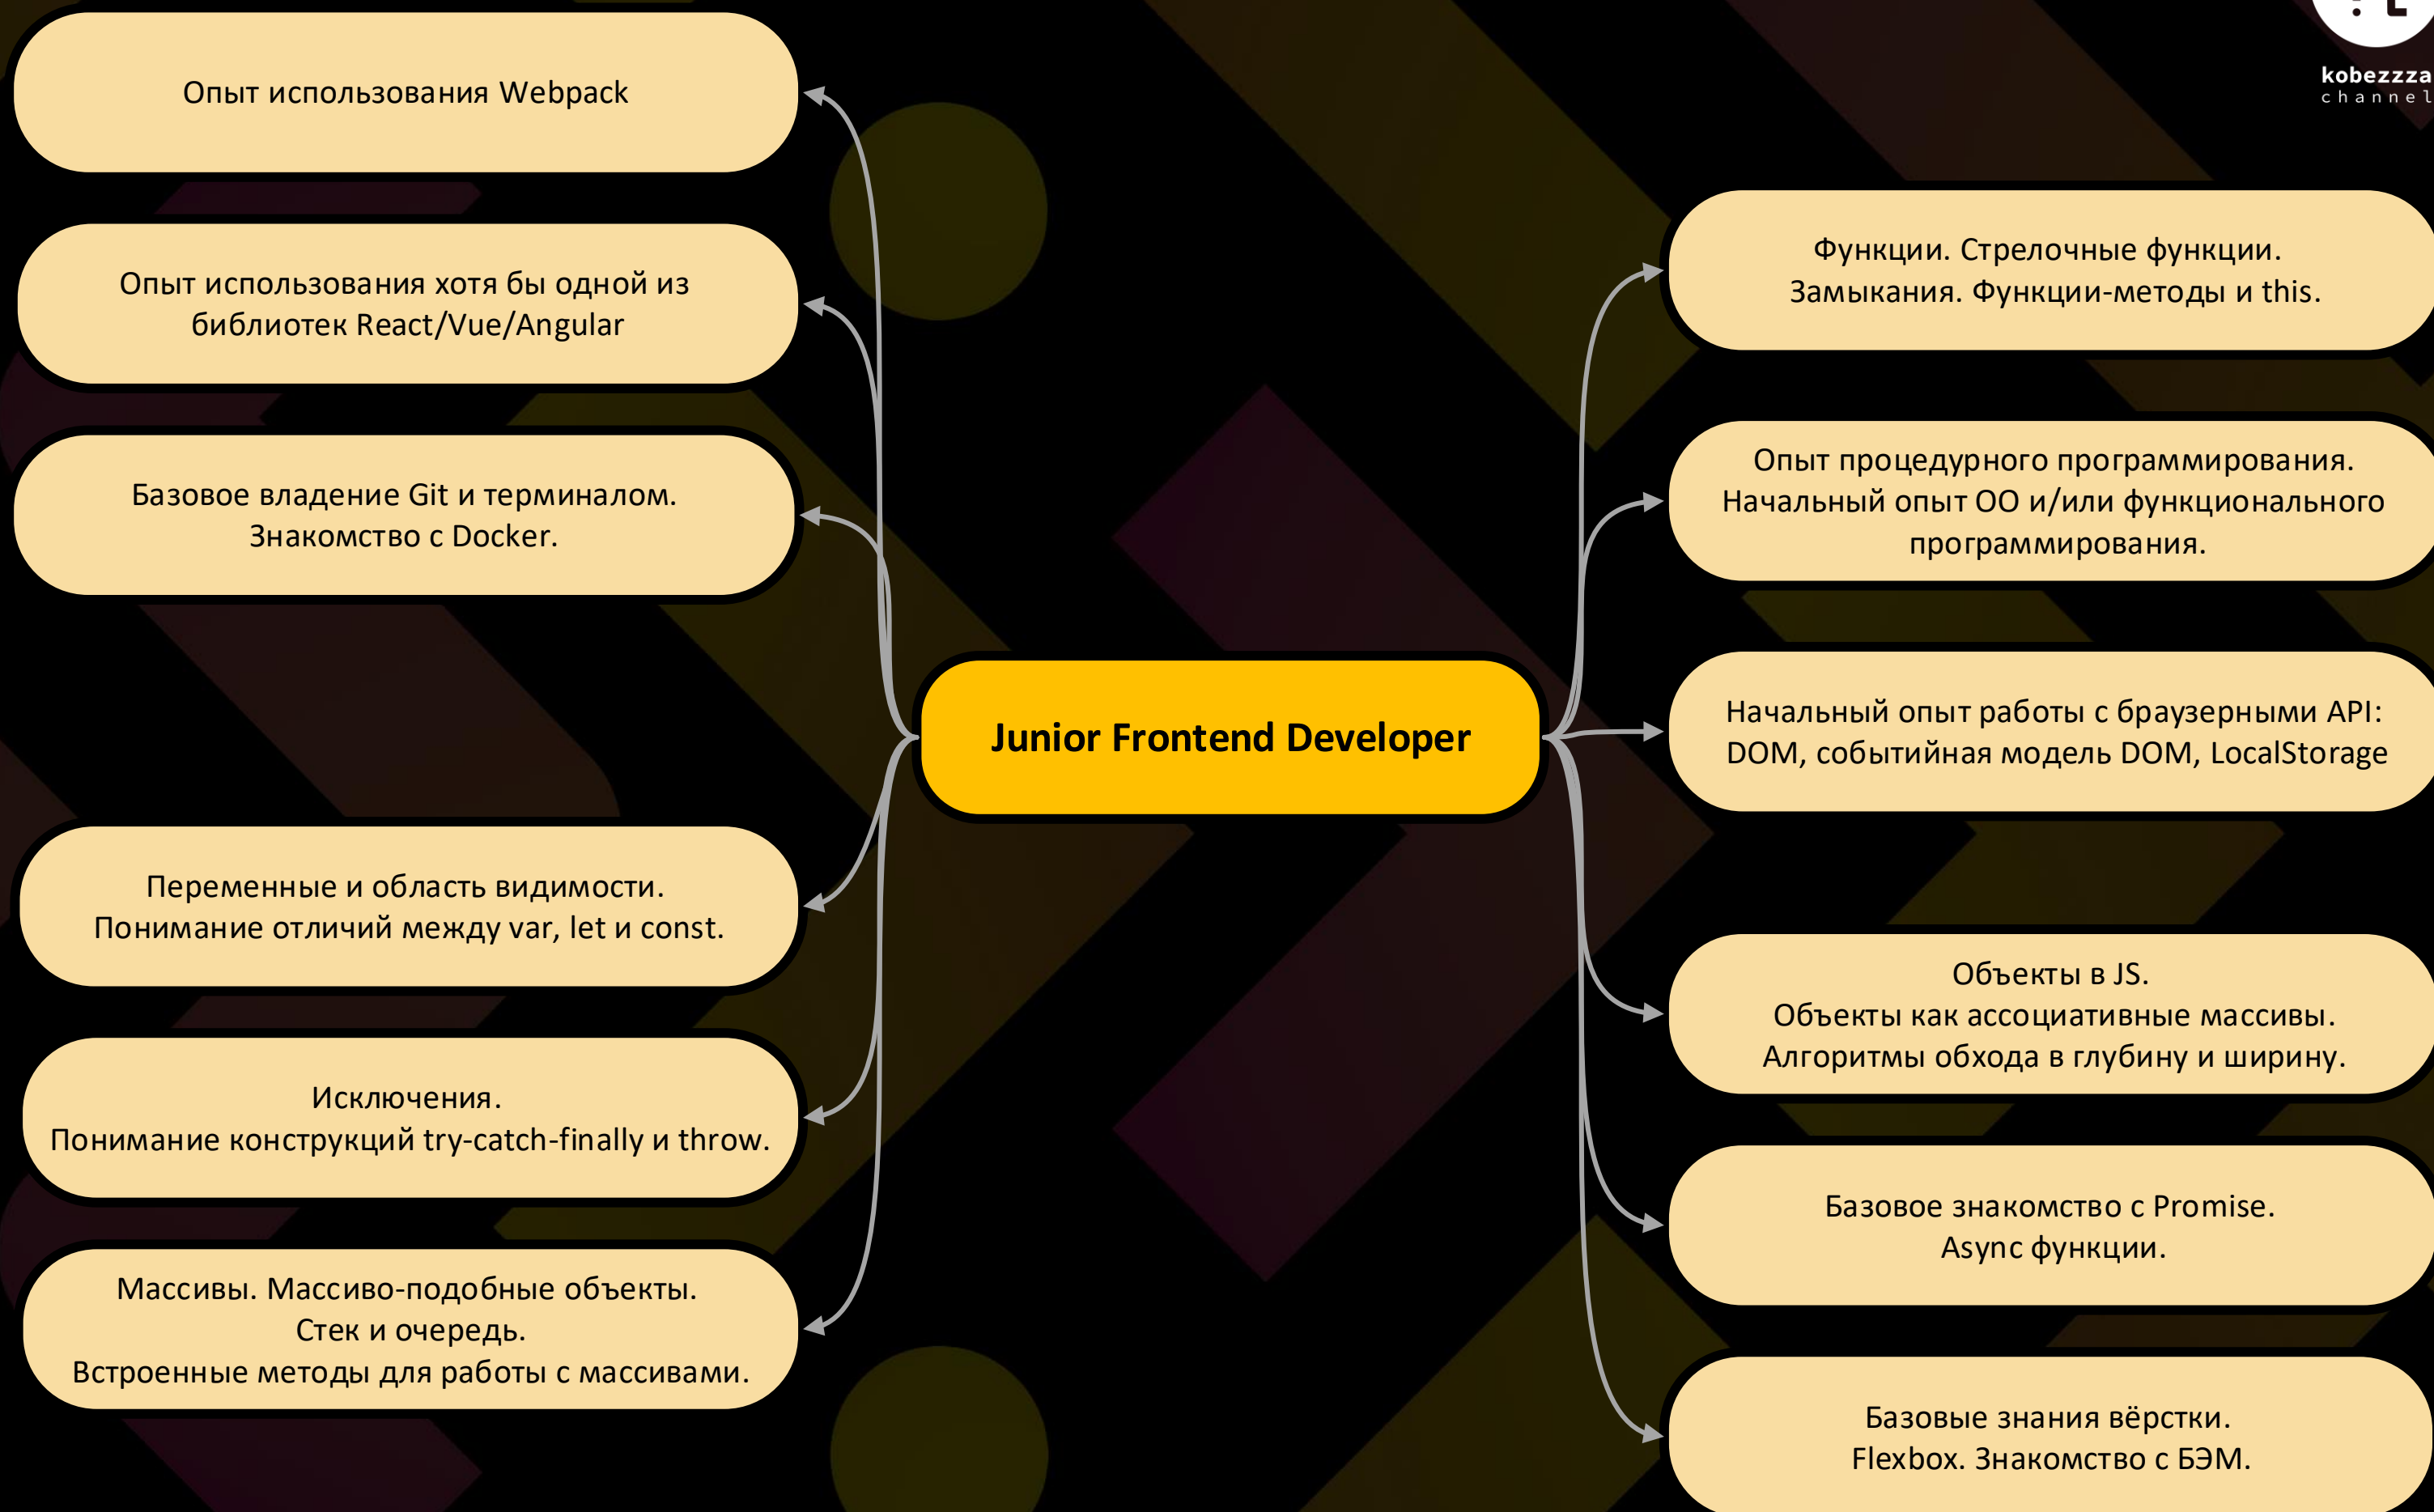 kobezzza
channel
Опыт использования Webpack
Опыт использования хотя бы одной из
библиотек React/Vue/Angular
Базовое владение Git и терминалом.
Знакомство с Docker.
Переменные и область видимости.
Понимание отличий между var, let и const.
Исключения.
Понимание конструкций try-catch-finally и throw.
Массивы. Массиво-подобные объекты.
Стек и очередь.
Встроенные методы для работы с массивами.
Junior Frontend Developer
Функции. Стрелочные функции.
Замыкания. Функции-методы и this.
Опыт процедурного программирования.
Начальный опыт ОО и/или функционального
программирования.
Начальный опыт работы с браузерными API:
DOM, событийная модель DOM, LocalStorage
Объекты в JS.
Объекты как ассоциативные массивы.
Алгоритмы обхода в глубину и ширину.
Базовое знакомство с Promise.
Async функции.
Базовые знания вёрстки.
Flexbox. Знакомство с БЭМ.